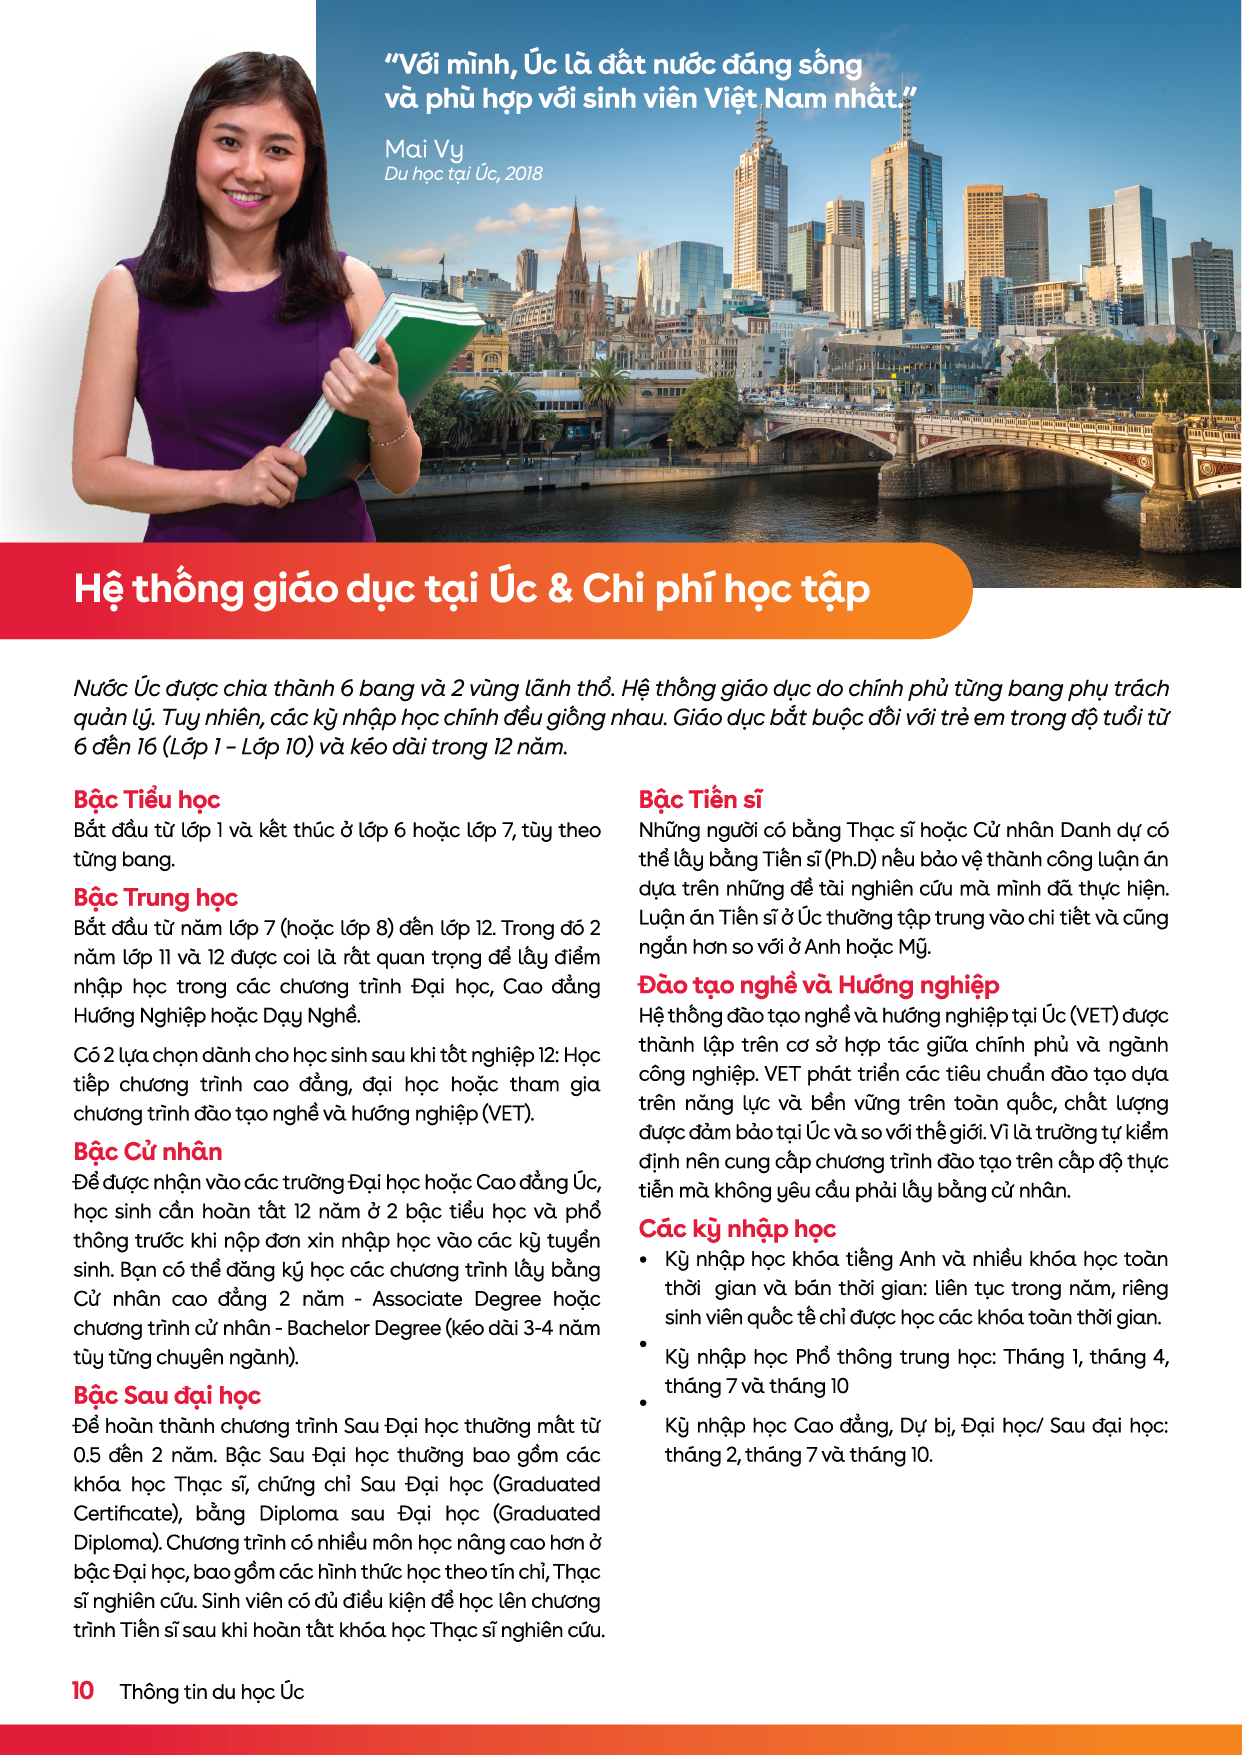 “Với mình, Úc là đất nước đáng sống
và phù hợp với sinh viên Việt Nam nhất.”
Mai Vy
Du học tại Úc, 2018
Hệ thống giáo dục tại Úc & Chi phí học tập
Nước Úc được chia thành 6 bang và 2 vùng lãnh thổ. Hệ thống giáo dục do chính phủ từng bang phụ trách
quản lý. Tuy nhiên, các kỳ nhập học chính đều giống nhau. Giáo dục bắt buộc đối với trẻ em trong độ tuổi từ
6 đến 16 (Lớp 1 – Lớp 10) và kéo dài trong 12 năm.
Bậc Tiểu học
Bắt đầu từ lớp 1 và kết thúc ở lớp 6 hoặc lớp 7, tùy theo
từng bang.
Bậc Trung học
Bắt đầu từ năm lớp 7 (hoặc lớp 8) đến lớp 12. Trong đó 2
năm lớp 11 và 12 được coi là rất quan trọng để lấy điểm
nhập học trong các chương trình Đại học, Cao đẳng
Hướng Nghiệp hoặc Dạy Nghề.
Có 2 lựa chọn dành cho học sinh sau khi tốt nghiệp 12: Học
tiếp chương trình cao đẳng, đại học hoặc tham gia
chương trình đào tạo nghề và hướng nghiệp (VET).
Bậc Cử nhân
Để được nhận vào các trường Đại học hoặc Cao đẳng Úc,
học sinh cần hoàn tất 12 năm ở 2 bậc tiểu học và phổ
thông trước khi nộp đơn xin nhập học vào các kỳ tuyển
sinh. Bạn có thể đăng ký học các chương trình lấy bằng
Cử nhân cao đẳng 2 năm - Associate Degree hoặc
chương trình cử nhân - Bachelor Degree (kéo dài 3-4 năm
tùy từng chuyên ngành).
Bậc Sau đại học
Để hoàn thành chương trình Sau Đại học thường mất từ
0.5 đến 2 năm. Bậc Sau Đại học thường bao gồm các
khóa học Thạc sĩ, chứng chỉ Sau Đại học (Graduated
Certificate), bằng Diploma sau Đại học (Graduated
Diploma). Chương trình có nhiều môn học nâng cao hơn ở
bậc Đại học, bao gồm các hình thức học theo tín chỉ, Thạc
sĩ nghiên cứu. Sinh viên có đủ điều kiện để học lên chương
trình Tiến sĩ sau khi hoàn tất khóa học Thạc sĩ nghiên cứu.
Bậc Tiến sĩ
Những người có bằng Thạc sĩ hoặc Cử nhân Danh dự có
thể lấy bằng Tiến sĩ (Ph.D) nếu bảo vệ thành công luận án
dựa trên những đề tài nghiên cứu mà mình đã thực hiện.
Luận án Tiến sĩ ở Úc thường tập trung vào chi tiết và cũng
ngắn hơn so với ở Anh hoặc Mỹ.
Đào tạo nghề và Hướng nghiệp
Hệ thống đào tạo nghề và hướng nghiệp tại Úc (VET) được
thành lập trên cơ sở hợp tác giữa chính phủ và ngành
công nghiệp. VET phát triển các tiêu chuẩn đào tạo dựa
trên năng lực và bền vững trên toàn quốc, chất lượng
được đảm bảo tại Úc và so với thế giới. Vì là trường tự kiểm
định nên cung cấp chương trình đào tạo trên cấp độ thực
tiễn mà không yêu cầu phải lấy bằng cử nhân.
Các kỳ nhập học
• Kỳ nhập học khóa tiếng Anh và nhiều khóa học toàn
thời gian và bán thời gian: liên tục trong năm, riêng
sinh viên quốc tế chỉ được học các khóa toàn thời gian.
• Kỳ nhập học Phổ thông trung học: Tháng 1, tháng 4,
tháng 7 và tháng 10
• Kỳ nhập học Cao đẳng, Dự bị, Đại học/ Sau đại học:
tháng 2, tháng 7 và tháng 10.
10 Thông tin du học Úc